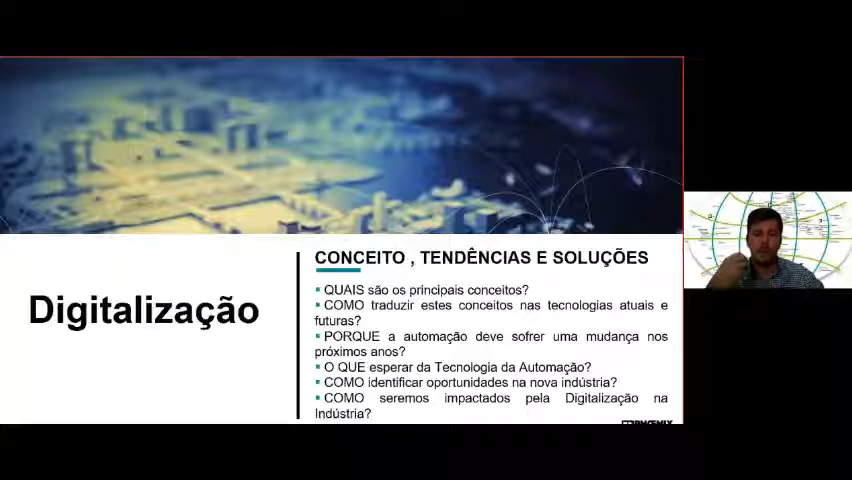 Digitalização
CONCEITO , TENDÊNCIAS E SOLUÇÕES
▪ QUAIS são os principais conceitos?
▪ COMO traduzir estes conceitos nas tecnologias atuais e
futuras?
▪ PORQUE a automação deve sofrer uma mudança nos
próximos anos?
▪ O QUE esperar da Tecnologia da Automação?
▪ COMO identificar oportunidades na nova indústria?
▪ COMO seremos impactados pela Digitalização na
Indústria?